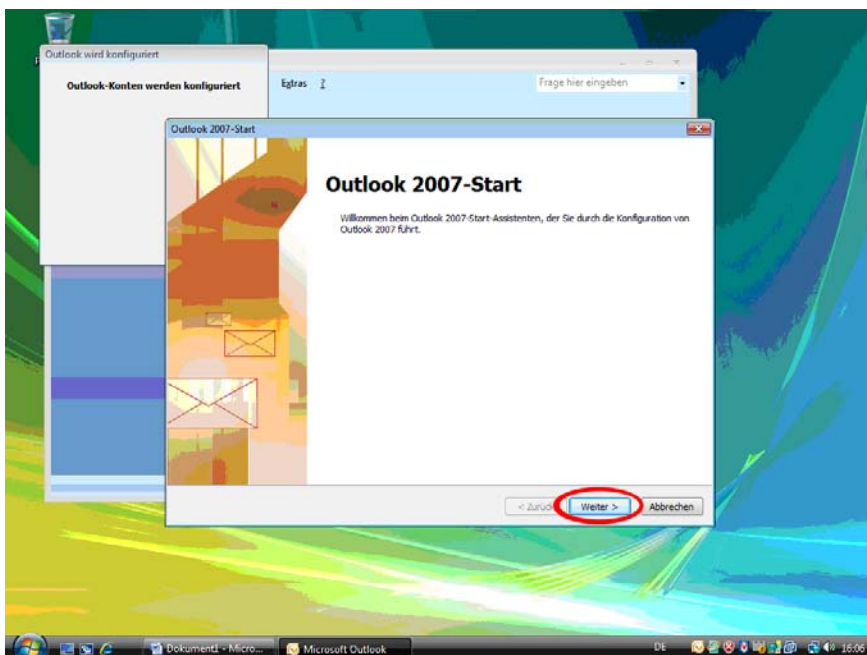 Outlook wird konfiguriert
Outlook-Konten werden konfiguriert
Extras ?
Frage hier eingeben
Outlook 2007-Start
Outlook 2007-Start
Willkommen beim Outlook 2007-Start-Assistenten, der Sie durch die Konfiguration von
Outlook 2007 führt.
< Zurück
Weiter >
Abbrechen
Dokument1 - Micro...
Microsoft Outlook
DE
16:06